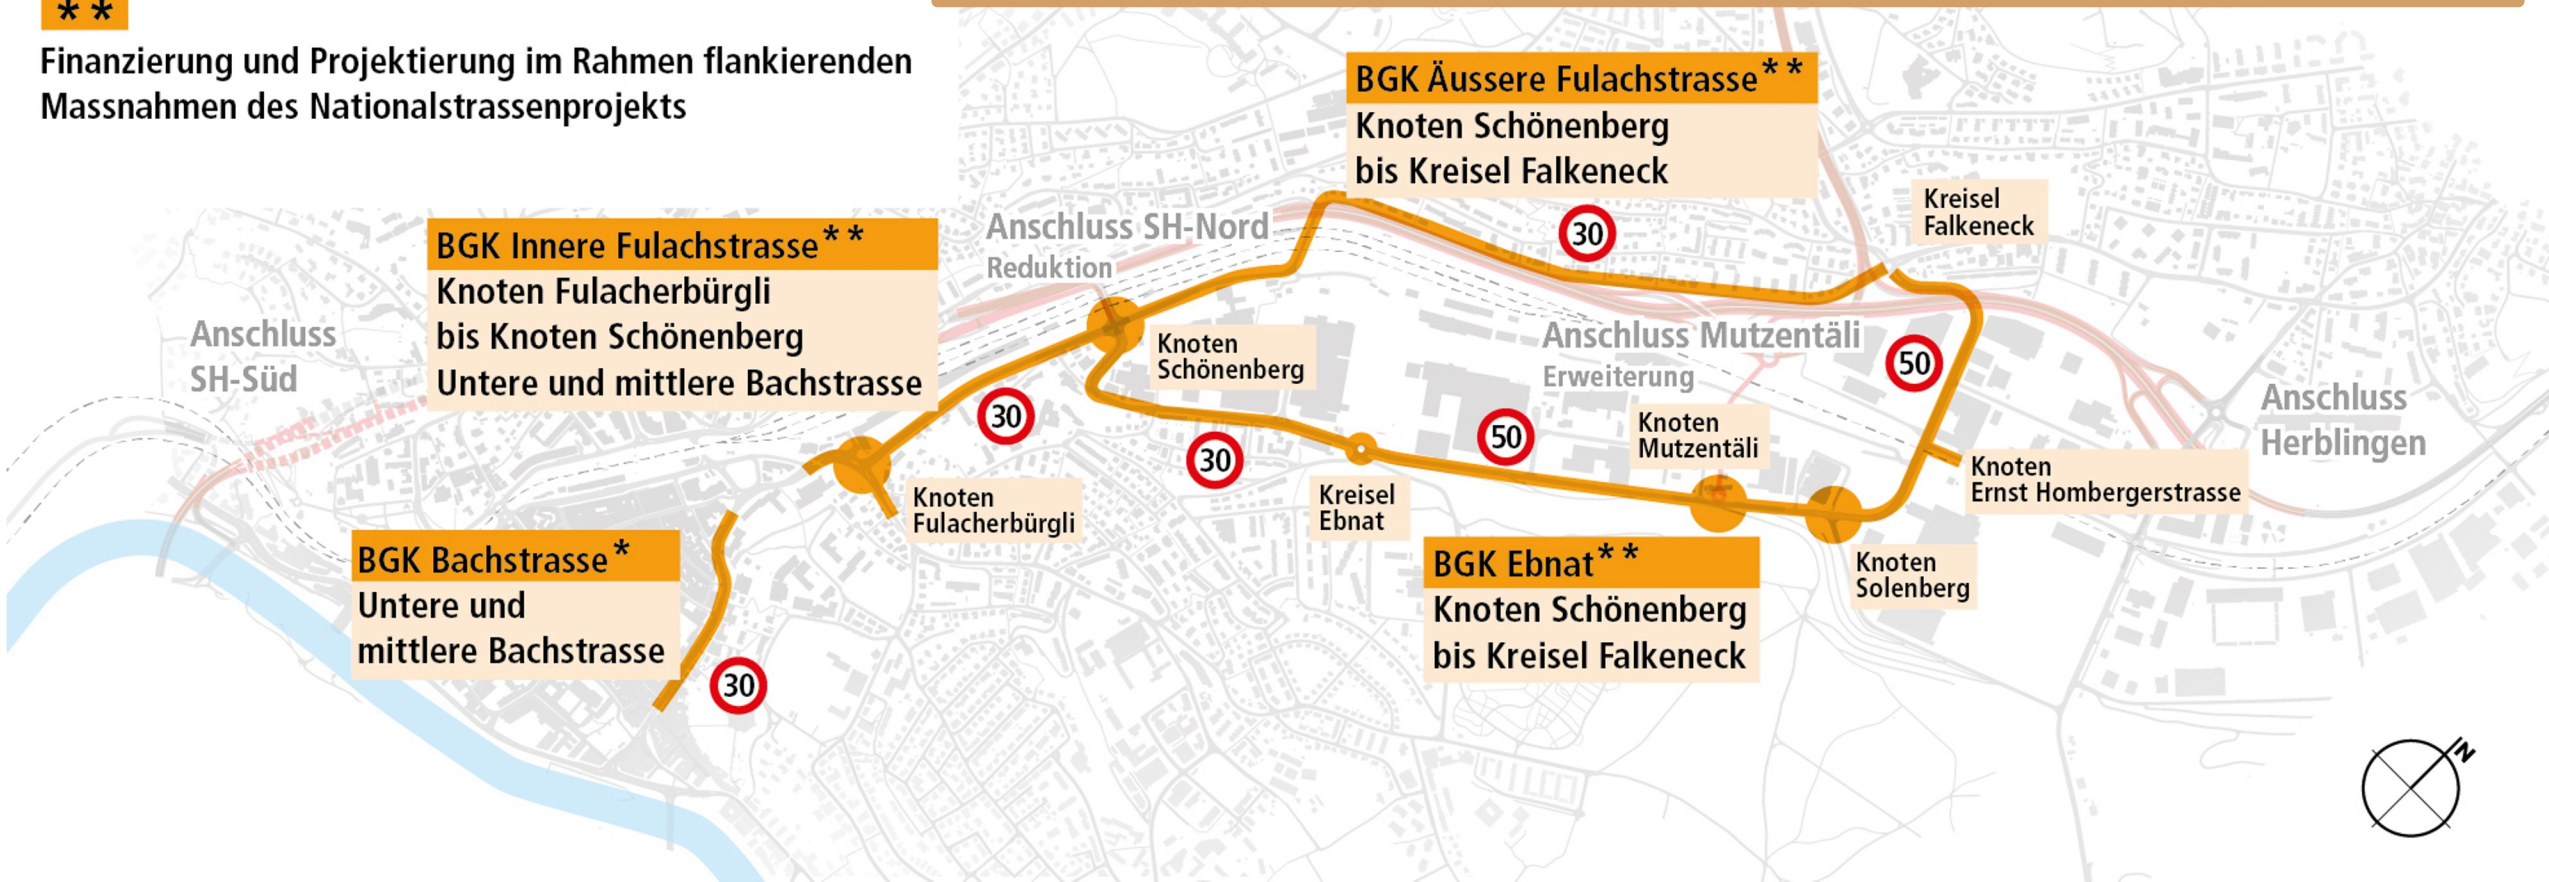 **
Finanzierung und Projektierung im Rahmen flankierenden
Massnahmen des Nationalstrassenprojekts
BGK Äussere Fulachstrasse**
Knoten Schönenberg
bis Kreisel Falkeneck
Kreisel
Falkeneck
Anschluss SH-Nord
Reduktion
30
BGK Innere Fulachstrasse**
Knoten Fulacherbürgli
bis Knoten Schönenberg
Untere und mittlere Bachstrasse
Anschluss
SH-Süd
Knoten
Schönenberg
Anschluss Mutzentäli
Erweiterung
50
Anschluss
Herblingen
30
30
50
Knoten
Mutzentäli
Knoten
Ernst Hombergerstrasse
Knoten
Fulacherbürgli
Kreisel
Ebnat
BGK Bachstrasse*
Untere und
mittlere Bachstrasse
30
BGK Ebnat**
Knoten Schönenberg
bis Kreisel Falkeneck
Knoten
Solenberg
N